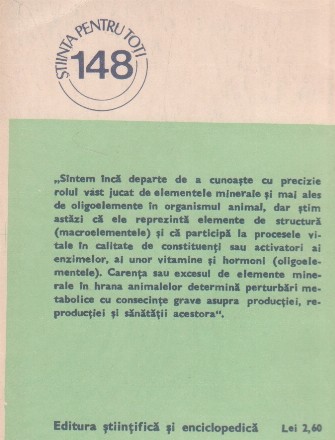 ȘTIINȚA PENTRU TOȚI
148
„Sîntem încă departe de a cunoaște cu precizie
rolul vast jucat de elementele minerale și mai ales
de oligoelemente în organismul animal, dar știm
astăzi că ele reprezintă elemente de structură
(macroelementele) și că participă la procesele vi-
tale în calitate de constituenți sau activatori ai
enzimelor, ai unor vitamine și hormoni (oligoele-
mentele). Carența sau excesul de elemente mine-
rale în hrana animalelor determină perturbări me-
tabolice cu consecințe grave asupra producției, re-
producției și sănătății acestora“.
Editura științifică și enciclopedică Lei 2,60